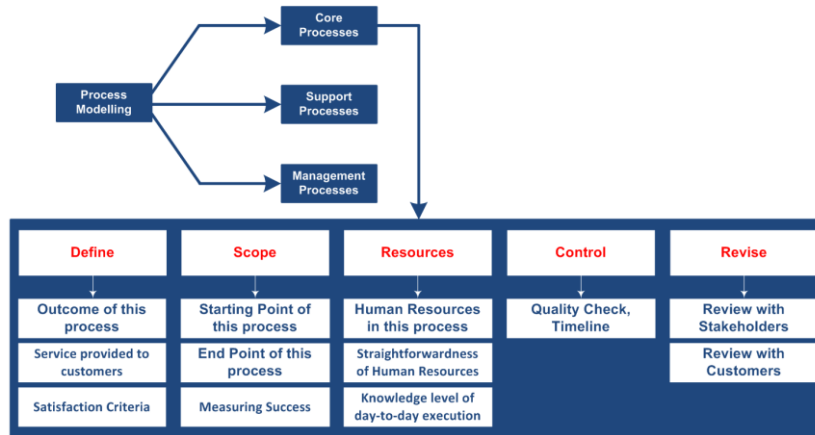 Core
Processes
Process
Modelling
Support
Processes
Management
Processes
Define
Scope
Resources
Control
Revise
Outcome of this
process
Service provided to
customers
Satisfaction Criteria
Starting Point of
this process
End Point of this
process
Measuring Success
Human Resources
in this process
Straightforwardness
of Human Resources
Knowledge level of
day-to-day execution
Quality Check,
Timeline
Review with
Stakeholders
Review with
Customers